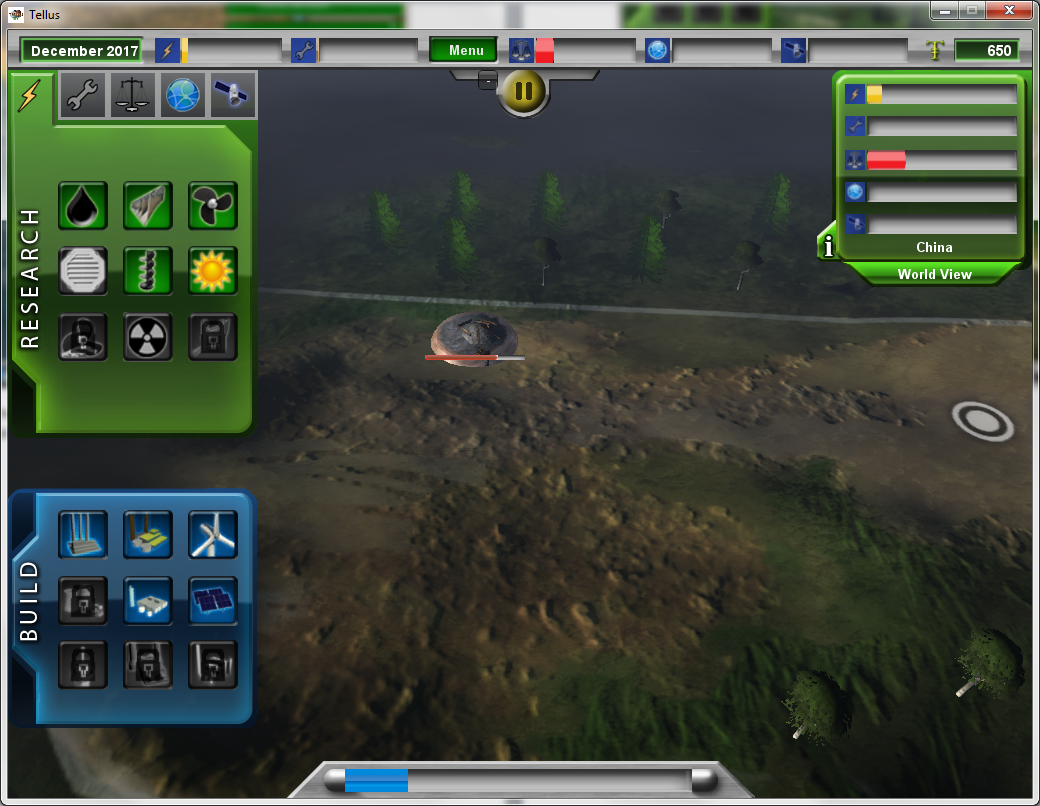 Tellus
December 2017
Menu
650
RESEARCH
i
China
World View
BUILD